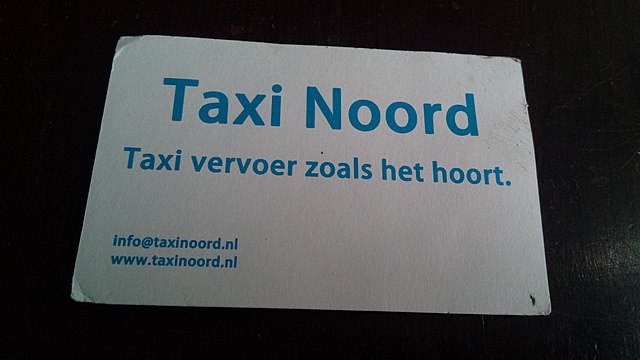 Taxi Noord
Taxi vervoer zoals het hoort.
info@taxinoord.nl
www.taxinoord.nl